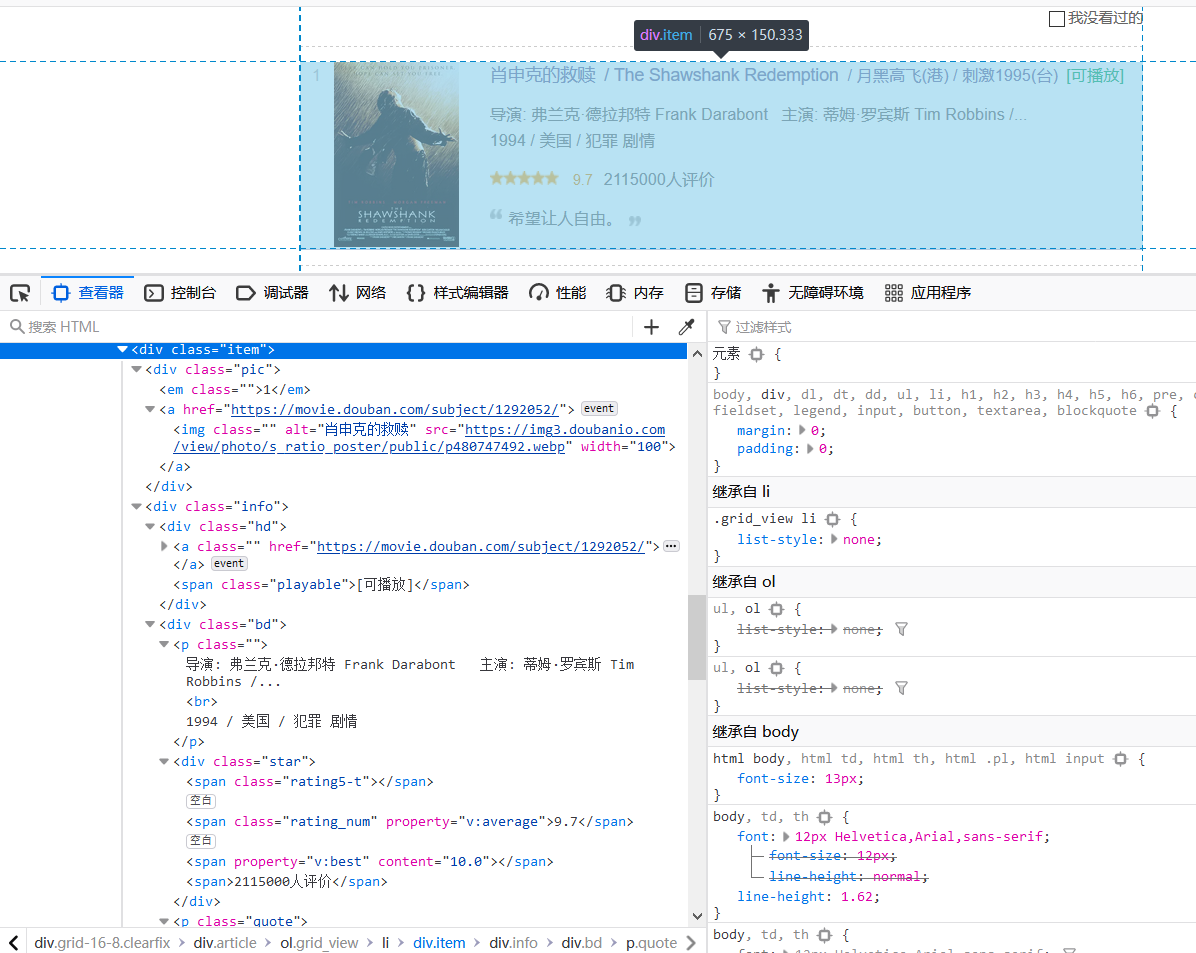 我没看过的
div.item 675 × 150.333
1
肖申克的救赎 / The Shawshank Redemption / 月黑高飞(港) / 刺激1995(台) [可播放]
导演: 弗兰克·德拉邦特 Frank Darabont 主演: 蒂姆·罗宾斯 Tim Robbins /...
1994 / 美国 / 犯罪 剧情
9.7 2115000人评价
“ 希望让人自由。 ”
THE
SHAWSHANK
REDEMPTION
查看器 控制台 调试器 网络 {} 样式编辑器 性能 内存 存储 无障碍环境 应用程序
搜索 HTML
<div class="item">
<div class="pic">
<em class="">1</em>
<a href="https://movie.douban.com/subject/1292052/"> event
<img class="" alt="肖申克的救赎" src="https://img3.doubanio.com
/view/photo/s_ratio_poster/public/p480747492.webp" width="100">
</a>
</div>
<div class="info">
<div class="hd">
<a class="" href="https://movie.douban.com/subject/1292052/"> ...
</a> event
<span class="playable">[可播放]</span>
</div>
<div class="bd">
<p class="">
导演: 弗兰克·德拉邦特 Frank Darabont   主演: 蒂姆·罗宾斯 Tim
Robbins /...
<br>
1994 / 美国 / 犯罪 剧情
</p>
<div class="star">
<span class="rating5-t"></span>
空白
<span class="rating_num" property="v:average">9.7</span>
空白
<span property="v:best" content="10.0"></span>
<span>2115000人评价</span>
</div>
<p class="quote">
div.grid-16-8.clearfix > div.article > ol.grid_view > li > div.item > div.info > div.bd > p.quote
过滤样式
元素 {
}
body, div, dl, dt, dd, ul, li, h1, h2, h3, h4, h5, h6, pre,
fieldset, legend, input, button, textarea, blockquote {
margin: 0;
padding: 0;
}
继承自 li
.grid_view li {
list-style: none;
}
继承自 ol
ul, ol {
list-style: none;
}
ul, ol {
list-style: none;
}
继承自 body
html body, html td, html th, html .pl, html input {
font-size: 13px;
}
body, td, th {
font: 12px Helvetica,Arial,sans-serif;
font-size: 12px;
line-height: normal;
line-height: 1.62;
}
body, td, th {
font: 12px Helvetica,Arial,sans-serif;